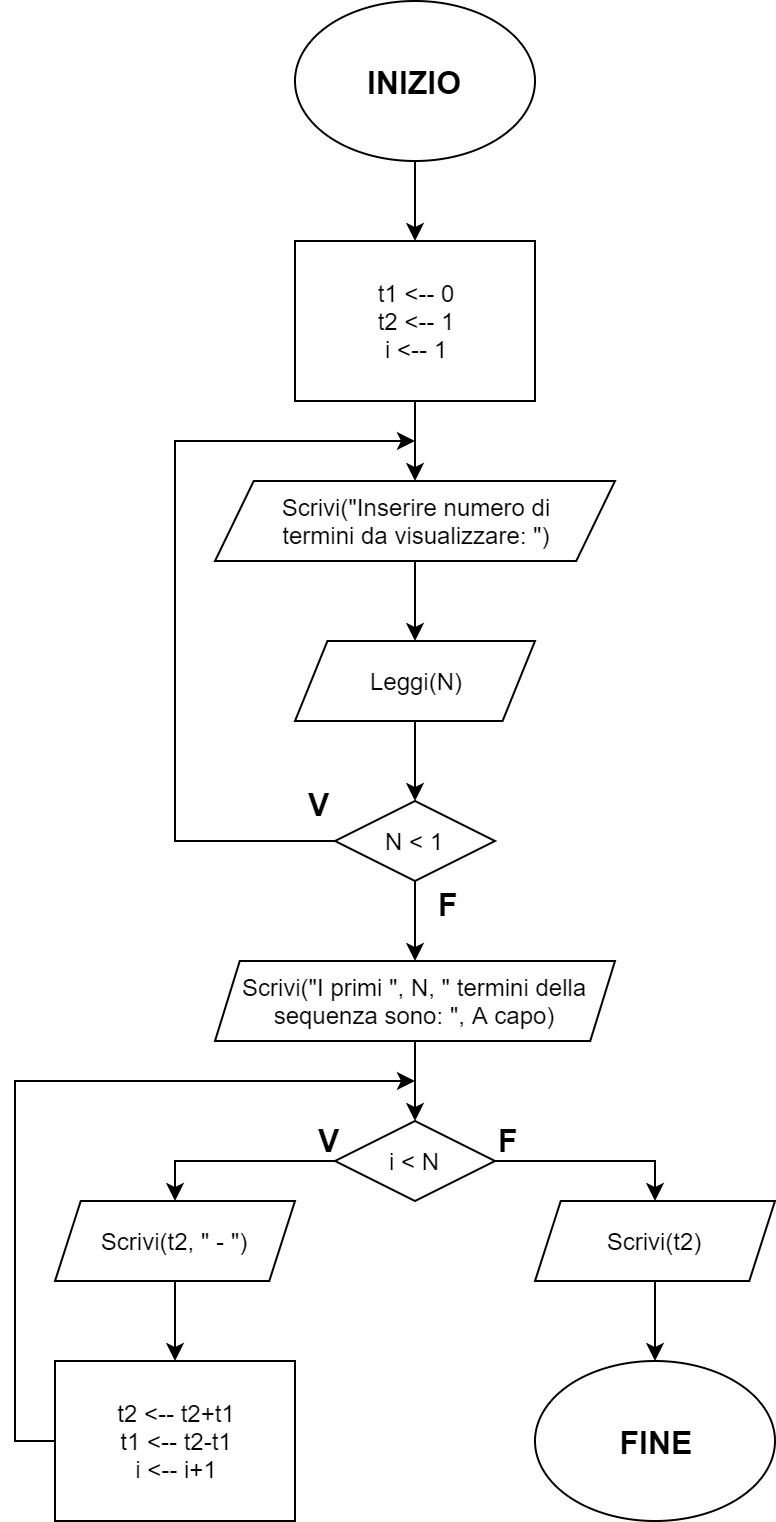 INIZIO
t1 <-- 0
t2 <-- 1
i <-- 1
Scrivi("Inserire numero di
termini da visualizzare: ")
Leggi(N)
V
N < 1
F
Scrivi("I primi ", N, " termini della
sequenza sono: ", A capo)
V
F
i < N
Scrivi(t2, " - ")
Scrivi(t2)
t2 <-- t2+t1
t1 <-- t2-t1
i <-- i+1
FINE